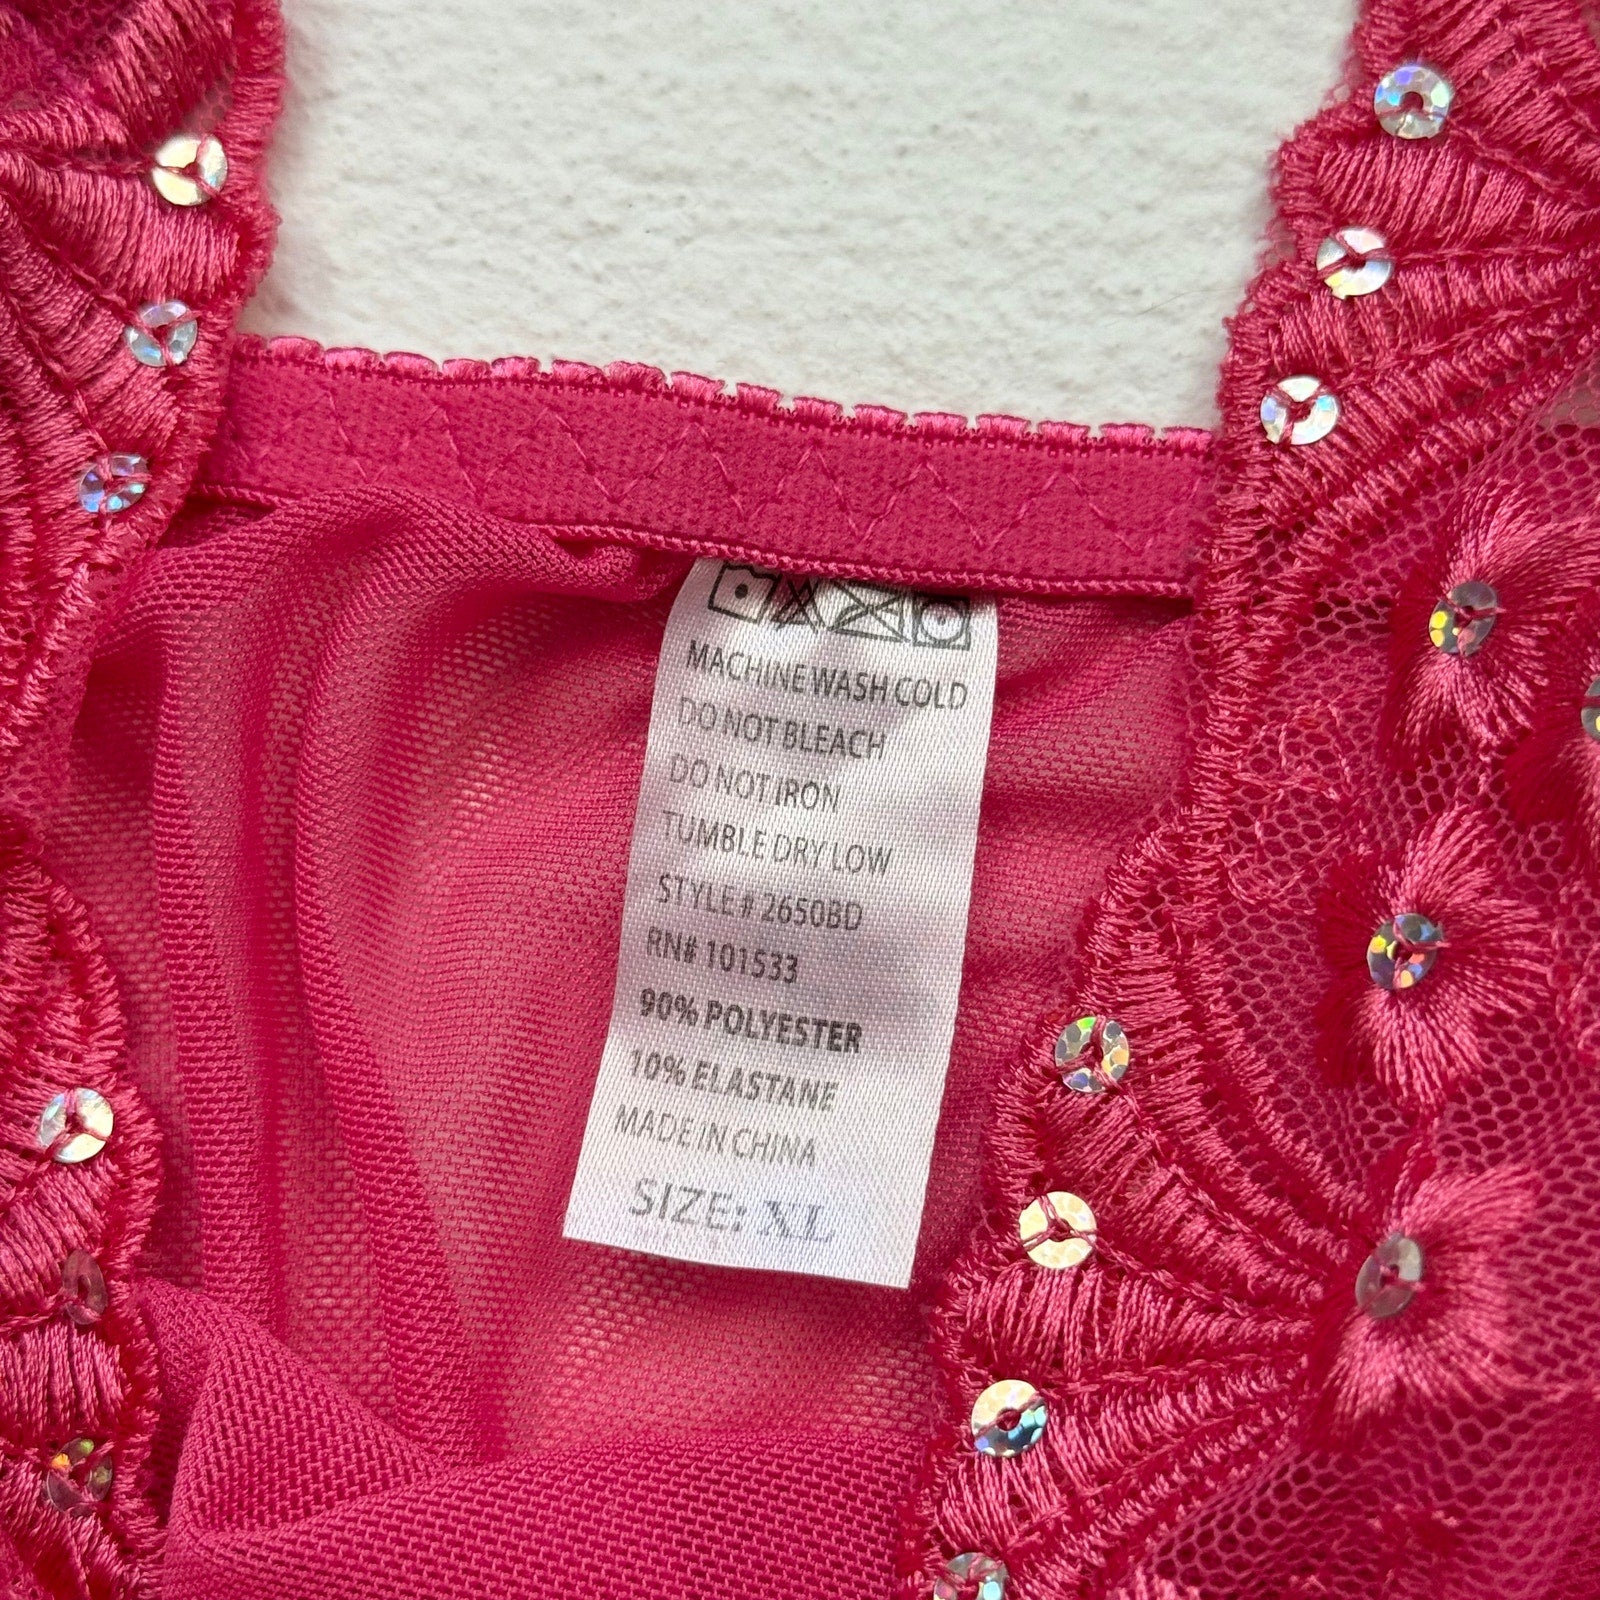 MACHINE WASH COLD
DO NOT BLEACH
DO NOT IRON
TUMBLE DRY LOW
STYLE # 2650BD
RN# 101533
90% POLYESTER
10% ELASTANE
MADE IN CHINA
SIZE: XL